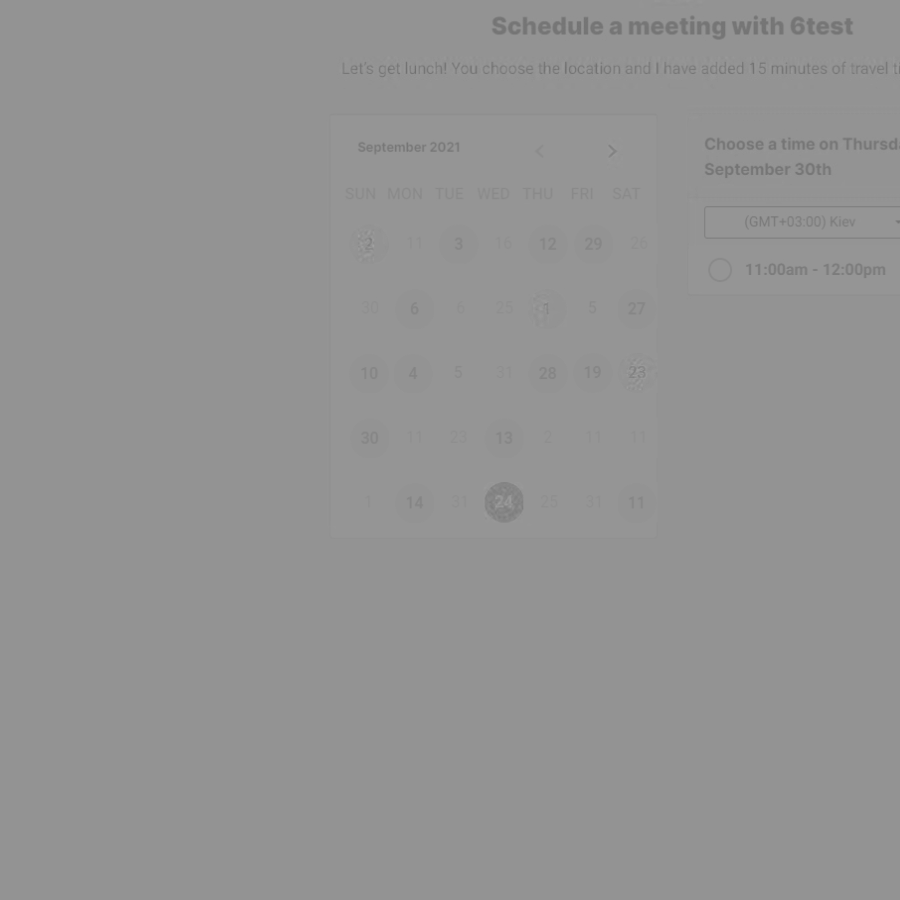 Schedule a meeting with 6test
Let's get lunch! You choose the location and I have added 15 minutes of travel
September 2021
SUN MON TUE WED THU FRI SAT
2 11 3 16 12 29 26
30 6 6 25 5 27
10 4 5 31 28 19 23
30 11 23 13 2 11 11
1 14 31 24 25 31 11
Choose a time on Thursd
September 30th
(GMT+03:00) Kiev
11:00am - 12:00pm